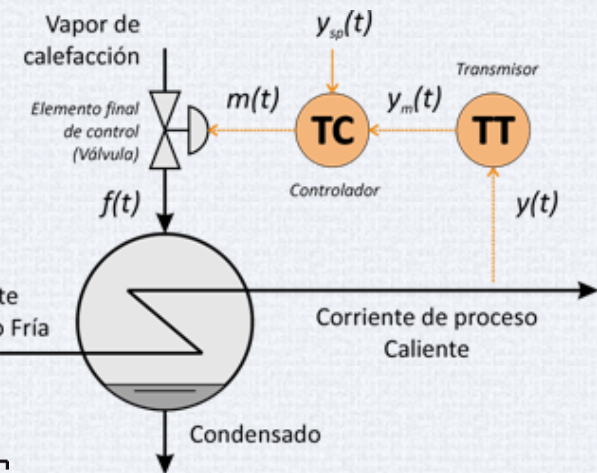 Vapor de
calefacción
y_sp(t)
Transmisor
Elemento final
de control
(Válvula)
m(t)
TC
y_m(t)
TT
Controlador
f(t)
y(t)
te
o Fría
Corriente de proceso
Caliente
Condensado